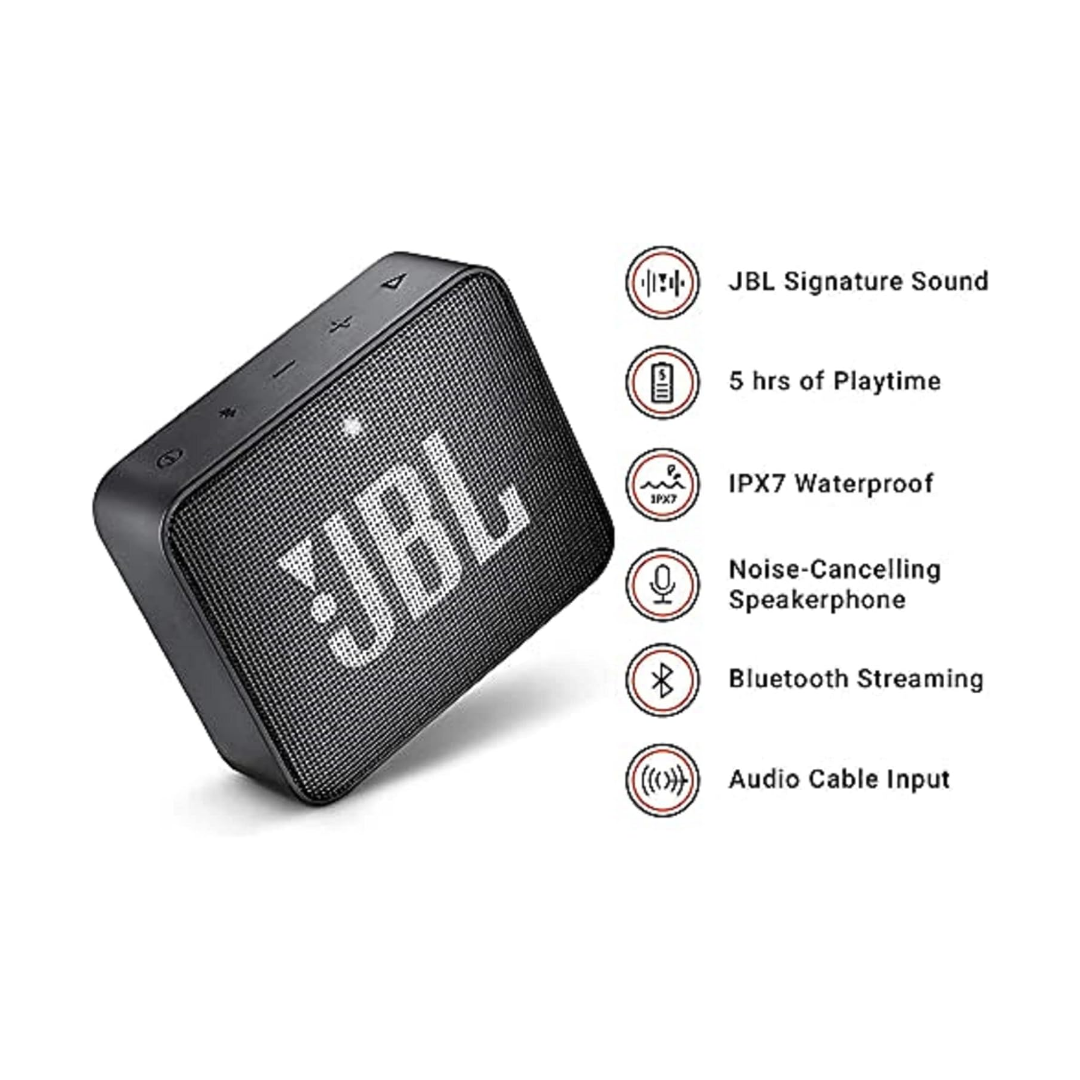 JBL
JBL Signature Sound
5 hrs of Playtime
IPX7
IPX7 Waterproof
Noise-Cancelling
Speakerphone
Bluetooth Streaming
Audio Cable Input